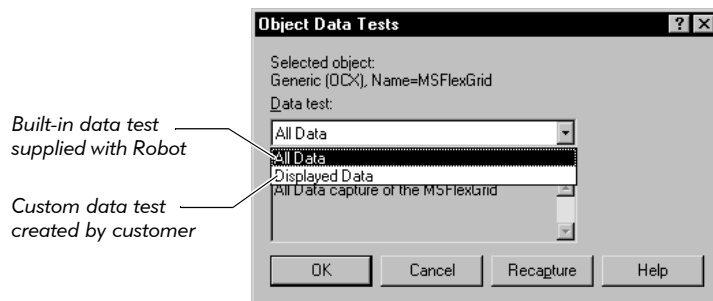 Object Data Tests
Selected object:
Generic (OCX), Name=MSFlexGrid
Data test:
All Data
Built-in data test
supplied with Robot
All Data
Displayed Data
All Data capture of the MSFlexGrid
Custom data test
created by customer
OK Cancel Recapture Help